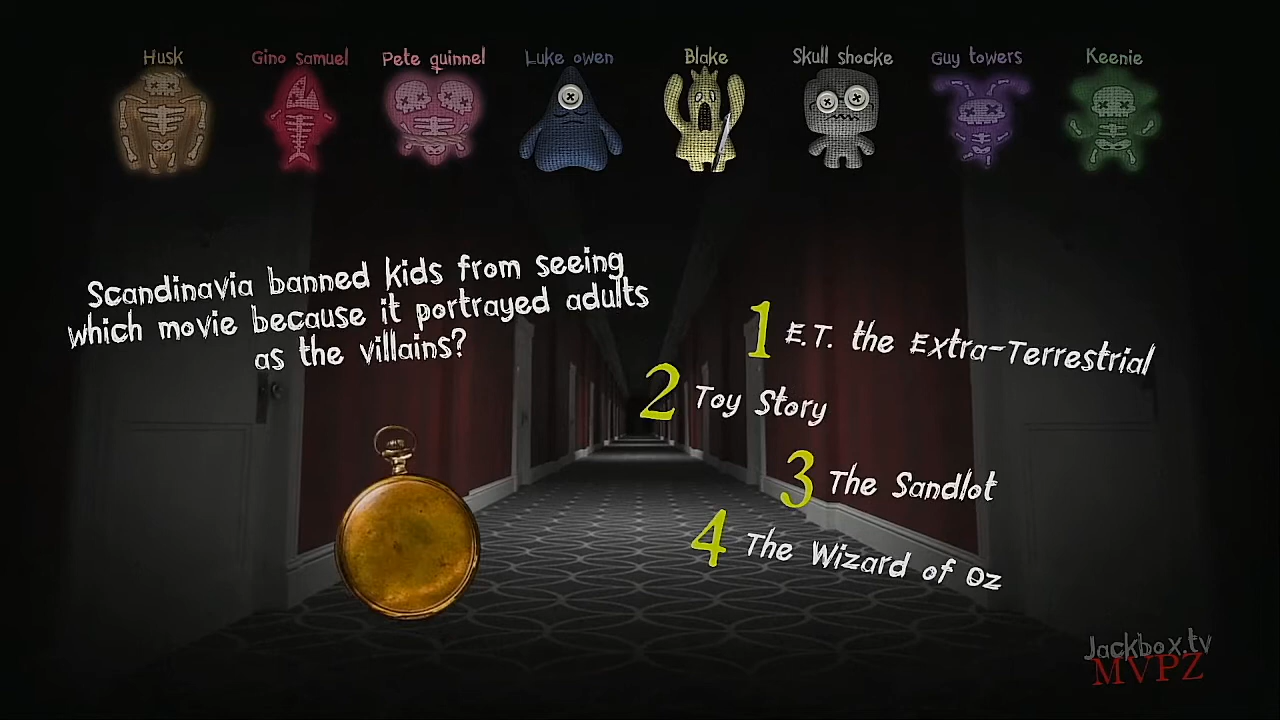 Husk
Gino samuel
Pete quinnel
Luke owen
Blake
Skull shocke
Guy towers
Keenie
Scandinavia banned kids from seeing
which movie because it portrayed adults
as the villains?
1 E.T. the Extra-Terrestrial
2 Toy Story
3 The Sandlot
4 The Wizard of Oz
Jackbox.tv
MVPZ